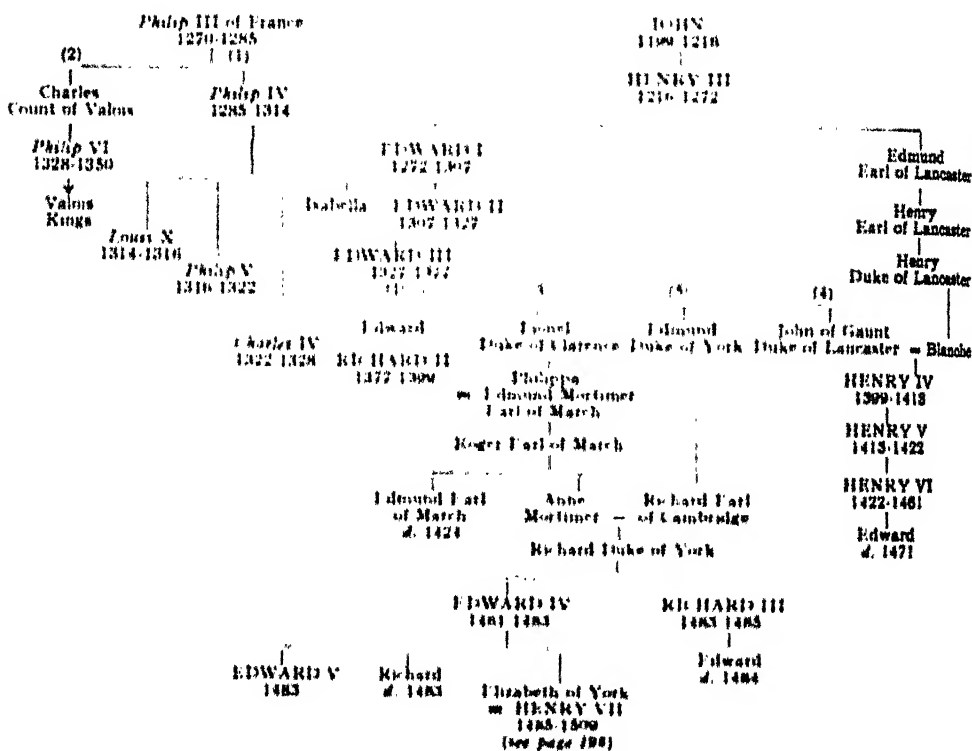 Philip III of France
1270-1285
JOHN
1199-1216
(2) (1)
HENRY III
1216-1272
Charles
Count of Valois
Philip IV
1285-1314
Philip VI
1328-1350
EDWARD I
1272-1307
Edmund
Earl of Lancaster
Valois
Kings
Isabella
EDWARD II
1307-1327
Henry
Earl of Lancaster
Louis X
1314-1316
EDWARD III
1327-1377
Henry
Duke of Lancaster
Philip V
1316-1322
(5) (4)
Charles IV
1322-1328
Edward
Lionel
Duke of Clarence
Edmund
Duke of York
John of Gaunt
Duke of Lancaster = Blanche
RICHARD II
1377-1399
Philippa
= Edmund Mortimer
Earl of March
HENRY IV
1399-1413
Roger Earl of March
HENRY V
1413-1422
Edmund Earl
of March
d. 1424
Anne
Mortimer =
Richard Earl
of Cambridge
HENRY VI
1422-1461
Richard Duke of York
Edward
d. 1471
EDWARD IV
1461-1483
RICHARD III
1483-1485
EDWARD V
1483
Richard
d. 1483
Elizabeth of York
= HENRY VII
1485-1509
Edward
d. 1484
(see page 198)